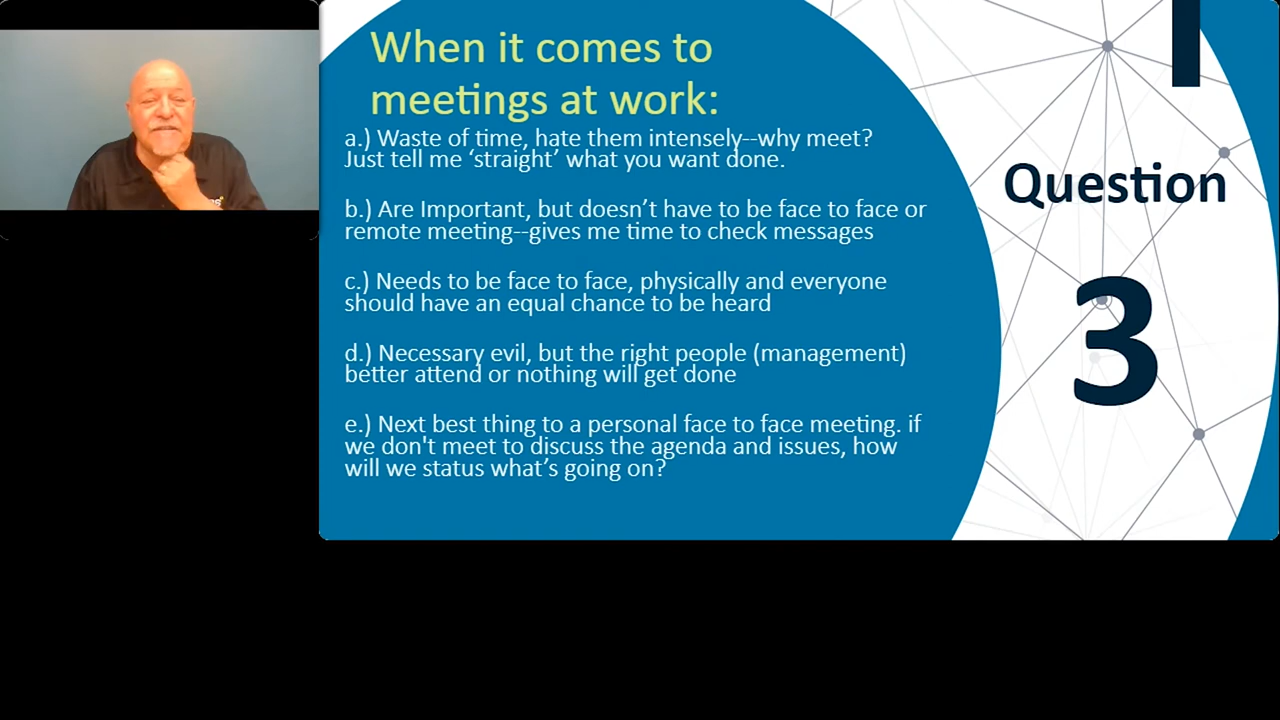 When it comes to
meetings at work:
a.) Waste of time, hate them intensely--why meet?
Just tell me ‘straight’ what you want done.
b.) Are Important, but doesn’t have to be face to face or
remote meeting--gives me time to check messages
c.) Needs to be face to face, physically and everyone
should have an equal chance to be heard
d.) Necessary evil, but the right people (management)
better attend or nothing will get done
e.) Next best thing to a personal face to face meeting. if
we don't meet to discuss the agenda and issues, how
will we status what’s going on?
Question
3